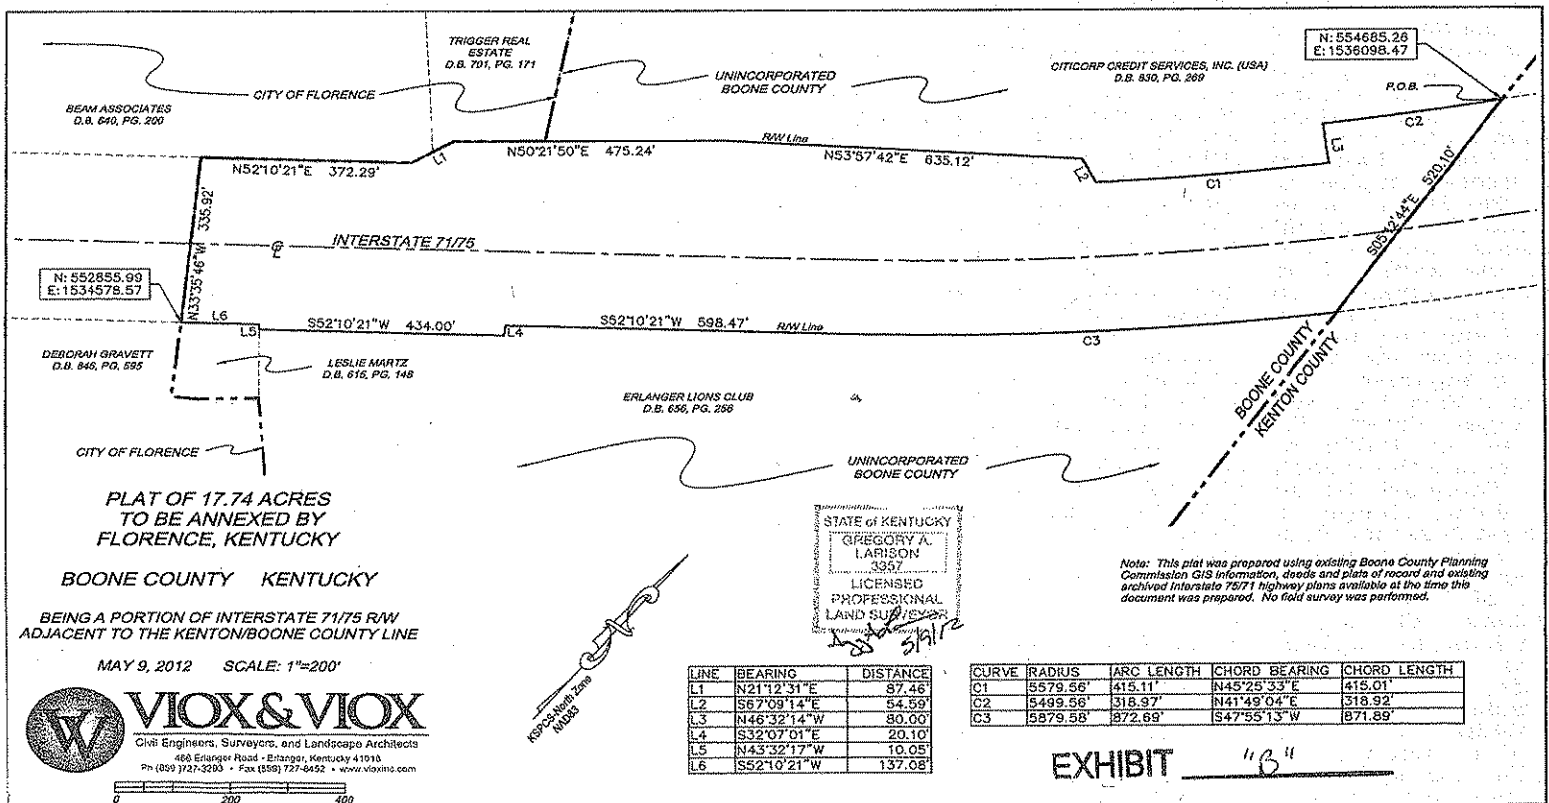 TRIGGER REAL
ESTATE
D.B. 701, PG. 171
N: 554685.26
E: 1536098.47
UNINCORPORATED
BOONE COUNTY
CITICORP CREDIT SERVICES, INC. (USA)
D.B. 830, PG. 269
P.O.B.
CITY OF FLORENCE
BEAM ASSOCIATES
D.B. 640, PG. 200
C2
R/W Line
L1
N50°21'50"E 475.24'
N53°57'42"E 635.12'
L3
N52°10'21"E 372.29'
L2
C1
S05°12'44"E 520.10'
N33°35'46"W 335.92'
INTERSTATE 71/75
N: 552855.99
E: 1534578.57
L6
L5
S52°10'21"W 434.00'
L4
S52°10'21"W 598.47'
R/W Line
C3
DEBORAH GRAVETT
D.B. 846, PG. 595
LESLIE MARTZ
D.B. 616, PG. 148
ERLANGER LIONS CLUB
D.B. 656, PG. 256
BOONE COUNTY
KENTON COUNTY
CITY OF FLORENCE
UNINCORPORATED
BOONE COUNTY
PLAT OF 17.74 ACRES
TO BE ANNEXED BY
FLORENCE, KENTUCKY
BOONE COUNTY KENTUCKY
BEING A PORTION OF INTERSTATE 71/75 R/W
ADJACENT TO THE KENTON/BOONE COUNTY LINE
MAY 9, 2012 SCALE: 1"=200'
STATE of KENTUCKY
GREGORY A.
LARISON
3357
LICENSED
PROFESSIONAL
LAND SURVEYOR
5/9/12
Note: This plat was prepared using existing Boone County Planning
Commission GIS information, deeds and plats of record and existing
archived Interstate 75/71 highway plans available at the time this
document was prepared. No field survey was performed.
KSPCS-North Zone
NAD83
VIOX & VIOX
Civil Engineers, Surveyors, and Landscape Architects
466 Erlanger Road - Erlanger, Kentucky 41018
Ph (859)727-3293 • Fax (859) 727-8452 • www.vioxinc.com
0 200 400
LINE BEARING DISTANCE
L1 N21°12'31"E 87.46'
L2 S67°09'14"E 54.59'
L3 N46°32'14"W 80.00'
L4 S32°07'01"E 20.10'
L5 N43°32'17"W 10.05'
L6 S52°10'21"W 137.08'
CURVE RADIUS ARC LENGTH CHORD BEARING CHORD LENGTH
C1 5579.56' 415.11' N45°25'33"E 415.01'
C2 5499.56' 318.97' N41°49'04"E 318.92'
C3 5879.58' 872.69' S47°55'13"W 871.89'
EXHIBIT "B"